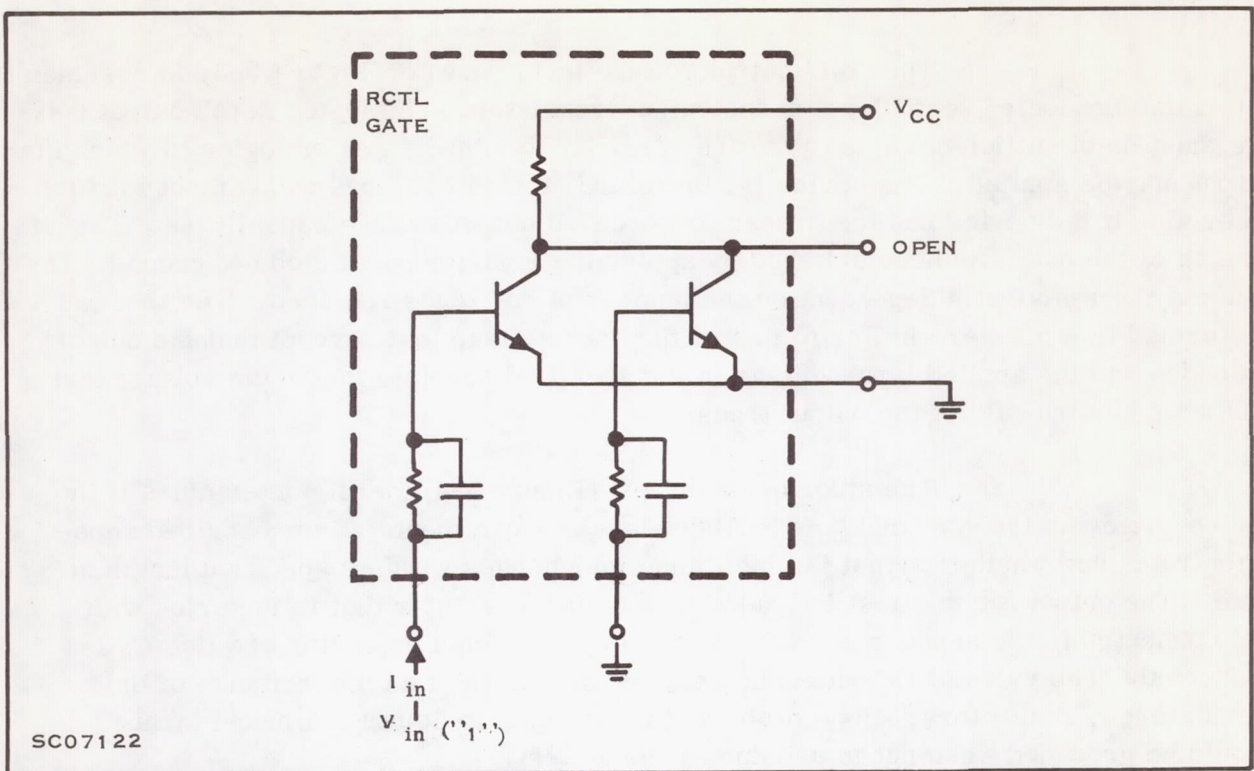 RCTL
GATE
V CC
OPEN
I in
V in ("1")
SC07122